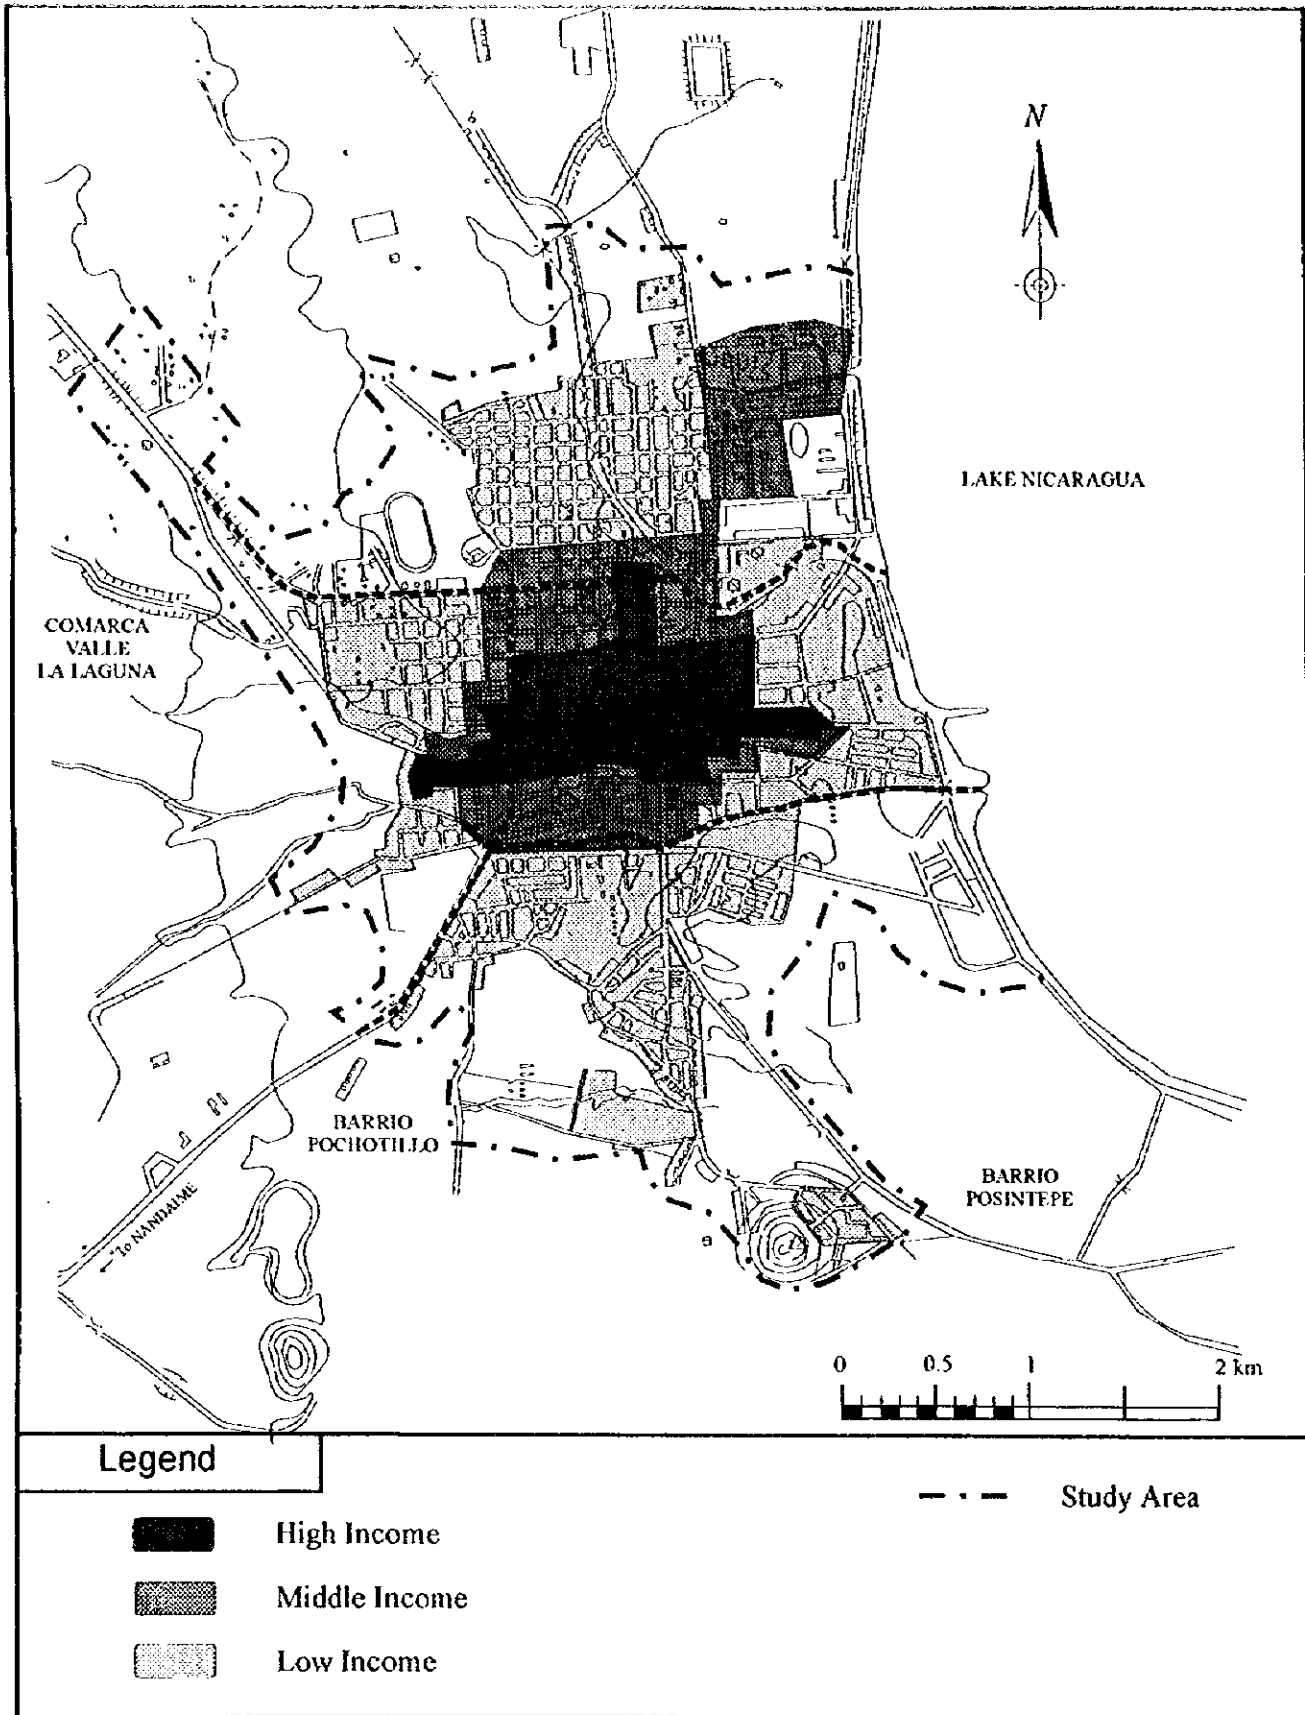 N
LAKE NICARAGUA
COMARCA
VALLE
LA LAGUNA
BARRIO
POCHOTILLO
BARRIO
POSINTEPE
To NANDAIME
0 0.5 1 2 km
Legend
Study Area
High Income
Middle Income
Low Income